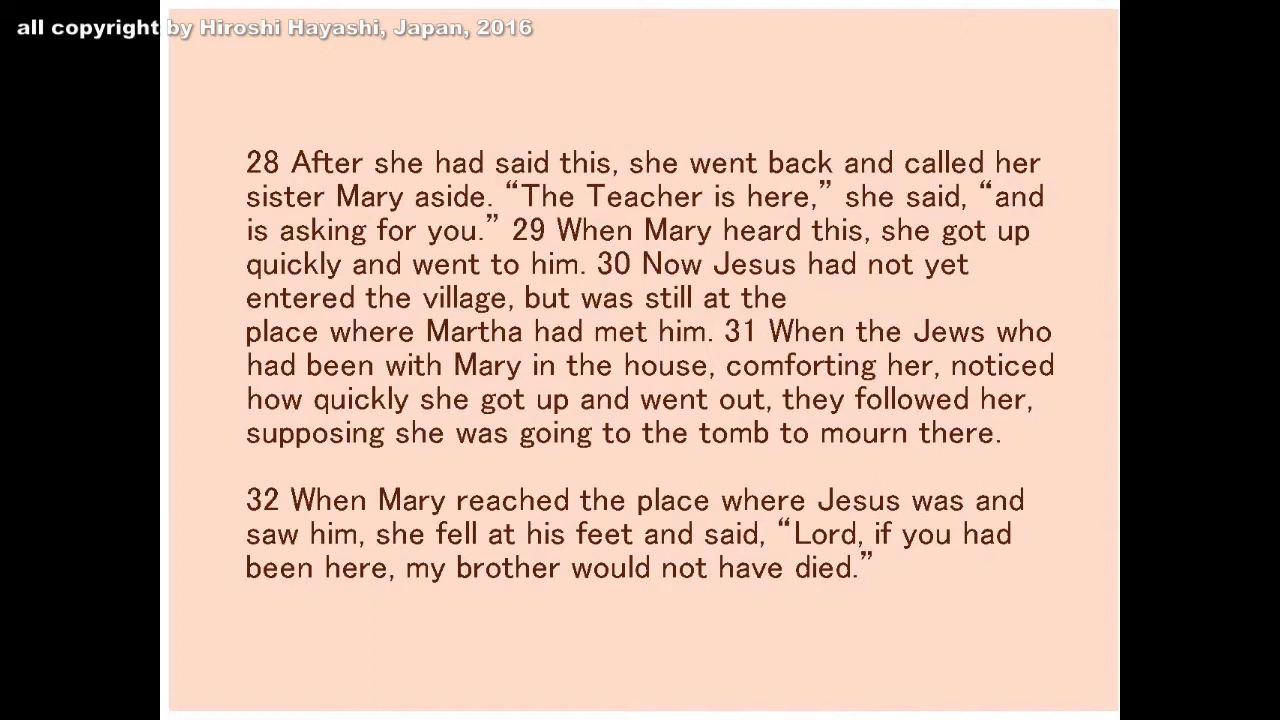 all copyright by Hiroshi Hayashi, Japan, 2016
28 After she had said this, she went back and called her
sister Mary aside. “The Teacher is here,” she said, “and
is asking for you.” 29 When Mary heard this, she got up
quickly and went to him. 30 Now Jesus had not yet
entered the village, but was still at the
place where Martha had met him. 31 When the Jews who
had been with Mary in the house, comforting her, noticed
how quickly she got up and went out, they followed her,
supposing she was going to the tomb to mourn there.
32 When Mary reached the place where Jesus was and
saw him, she fell at his feet and said, “Lord, if you had
been here, my brother would not have died.”